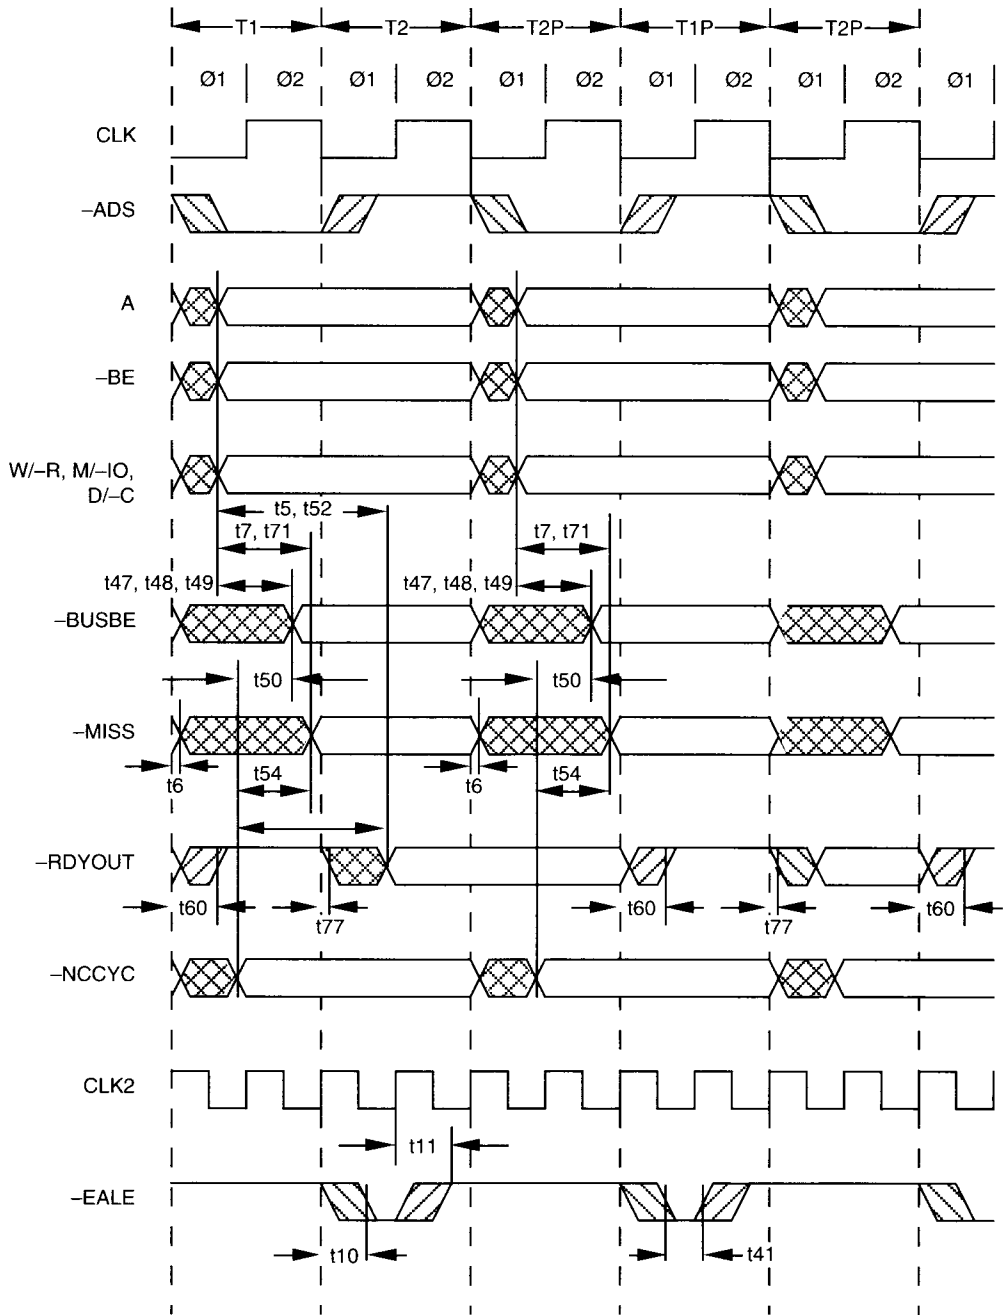 T1 T2 T2P T1P T2P
Ø1 Ø2 Ø1 Ø2 Ø1 Ø2 Ø1 Ø2 Ø1 Ø2 Ø1
CLK
–ADS
A
–BE
W/–R, M/–IO,
D/–C
t5, t52
t7, t71 t7, t71
t47, t48, t49 t47, t48, t49
–BUSBE
t50 t50
–MISS
t6 t54 t6 t54
–RDYOUT
t60 t77 t60 t77 t60
–NCCYC
CLK2
t11
–EALE
t10 t41